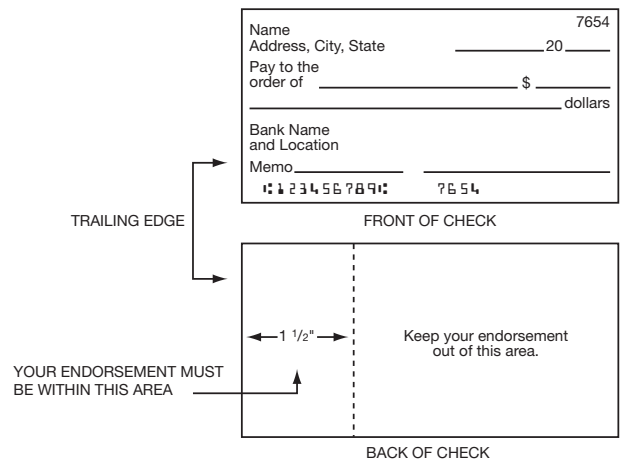 7654
Name
Address, City, State 20
Pay to the
order of $
dollars
Bank Name
and Location
Memo
⑆123456789⑆ 7654
TRAILING EDGE
FRONT OF CHECK
1 1/2"
Keep your endorsement
out of this area.
YOUR ENDORSEMENT MUST
BE WITHIN THIS AREA
BACK OF CHECK